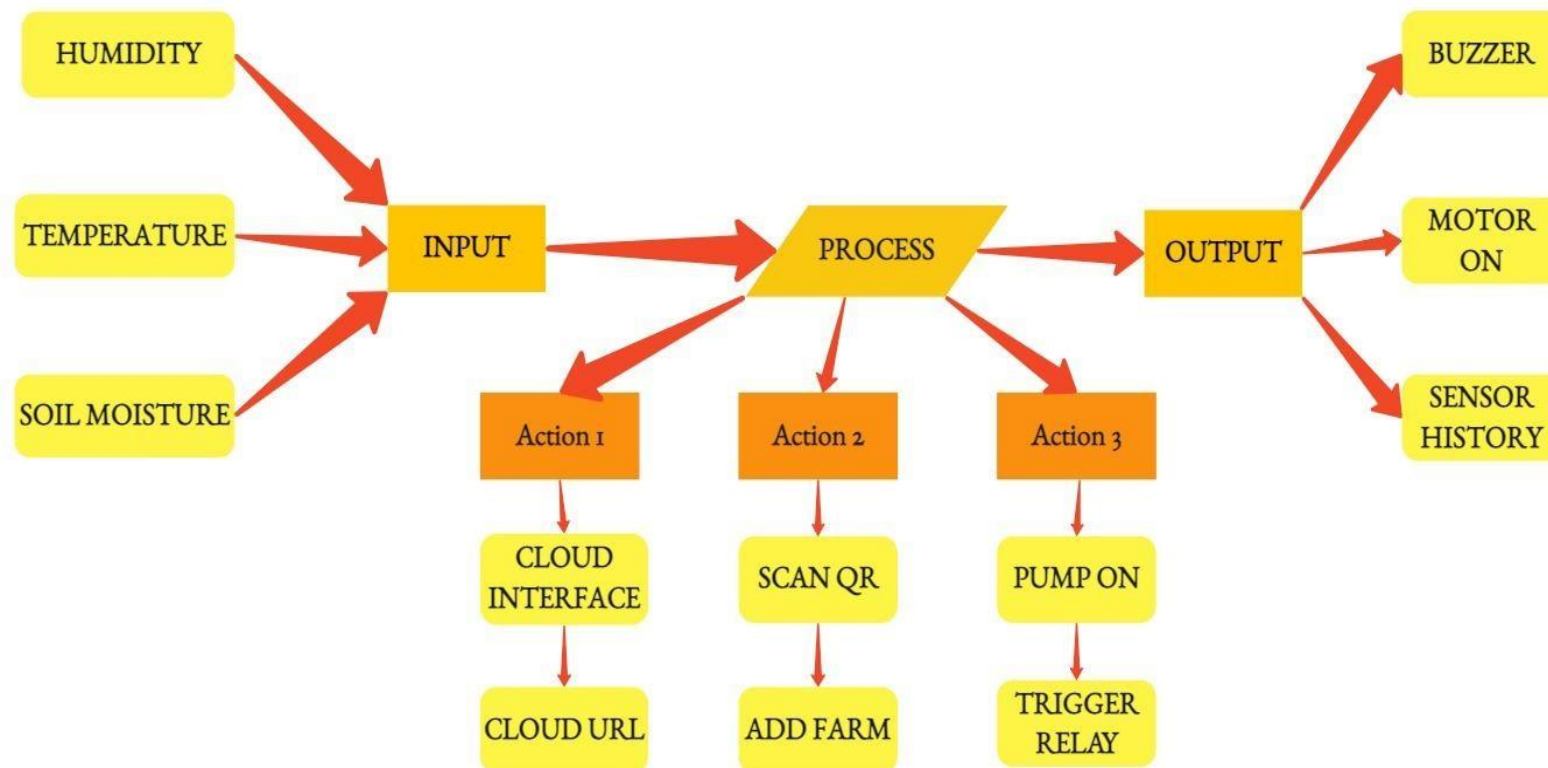 HUMIDITY
BUZZER
TEMPERATURE
INPUT
PROCESS
OUTPUT
MOTOR
ON
SOIL MOISTURE
Action 1
Action 2
Action 3
SENSOR
HISTORY
CLOUD
INTERFACE
SCAN QR
PUMP ON
CLOUD URL
ADD FARM
TRIGGER
RELAY